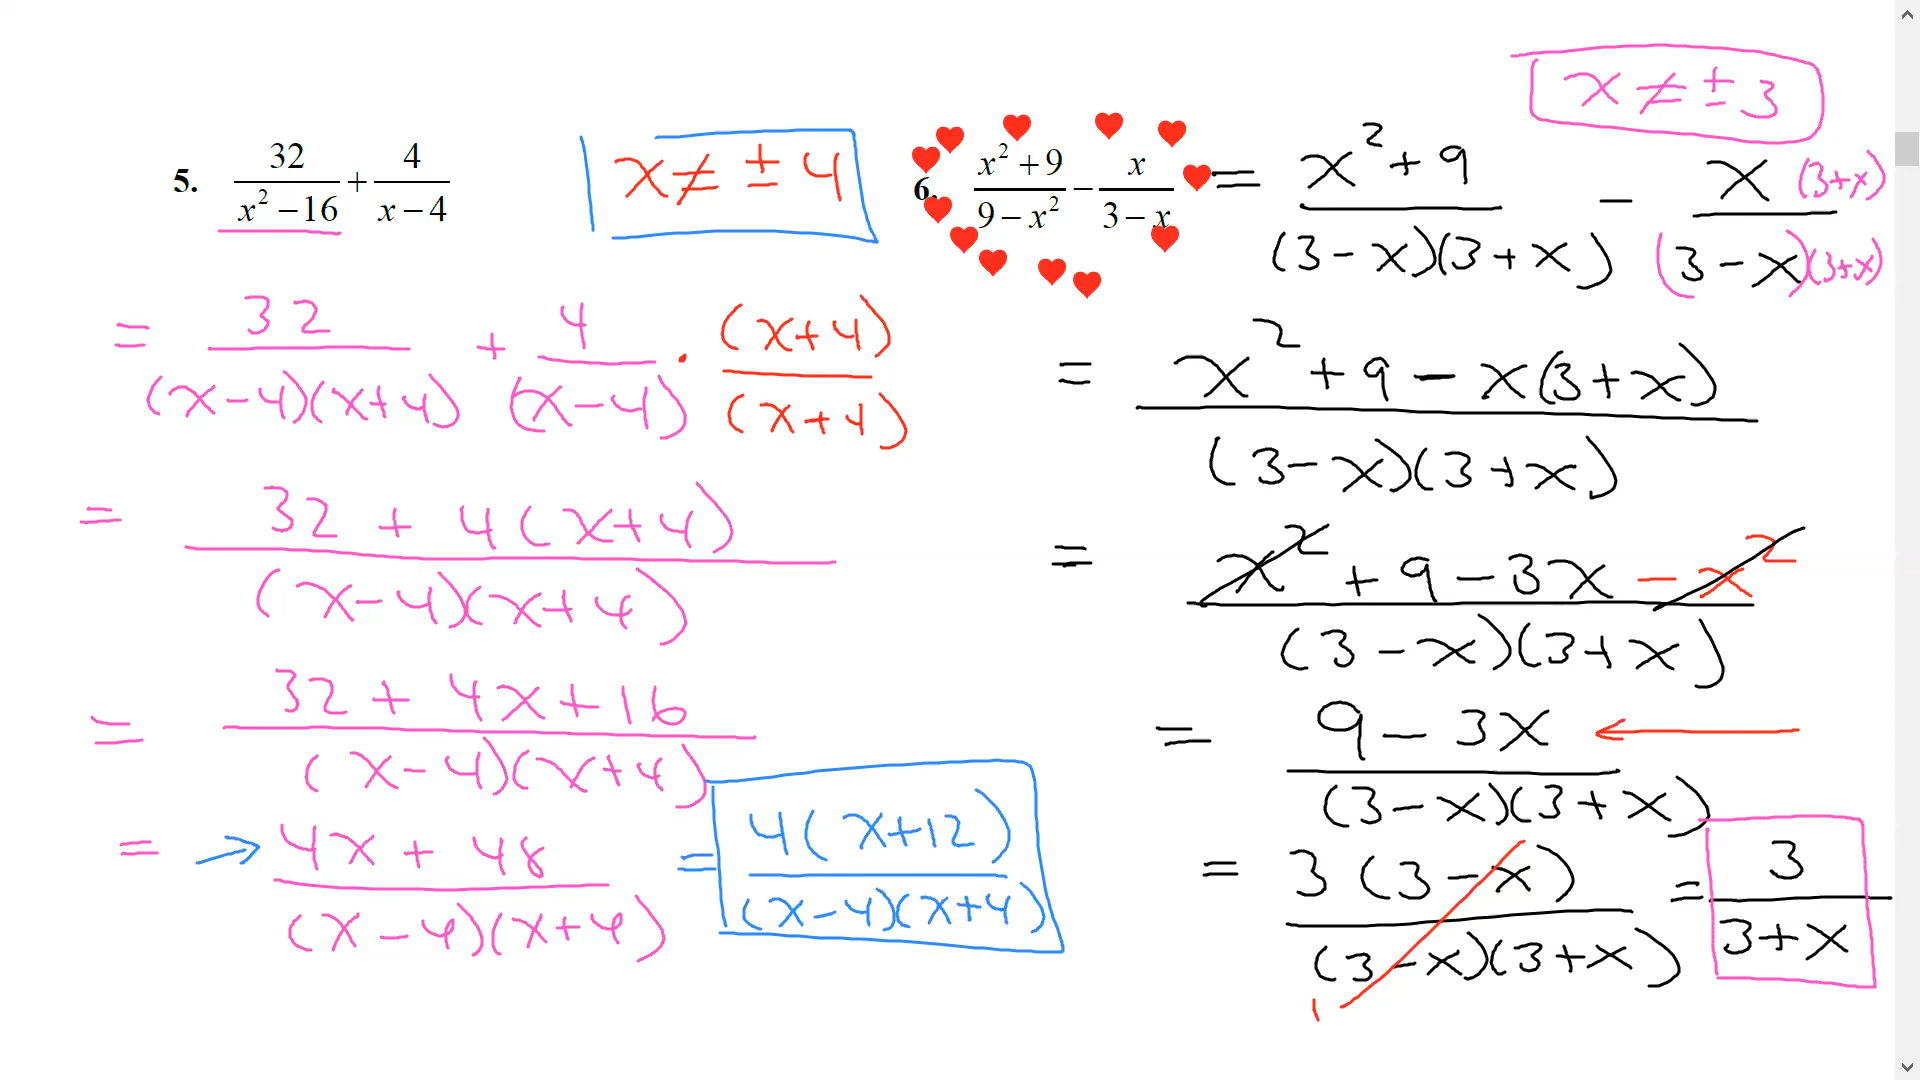 5. 32/(x² − 16) + 4/(x − 4)
x ≠ ± 4
= 32/((x − 4)(x + 4)) + 4/(x − 4) · (x + 4)/(x + 4)
= (32 + 4(x + 4))/((x − 4)(x + 4))
= (32 + 4x + 16)/((x − 4)(x + 4))
= → (4x + 48)/((x − 4)(x + 4)) = 4(x + 12)/((x − 4)(x + 4))
x ≠ ± 3
6. (x² + 9)/(9 − x²) − x/(3 − x) = (x² + 9)/((3 − x)(3 + x)) − x(3 + x)/((3 − x)(3 + x))
= (x² + 9 − x(3 + x))/((3 − x)(3 + x))
= (x² + 9 − 3x − x²)/((3 − x)(3 + x))
= (9 − 3x)/((3 − x)(3 + x)) ←
= 3(3 − x)/((3 − x)(3 + x)) = 3/(3 + x)
1